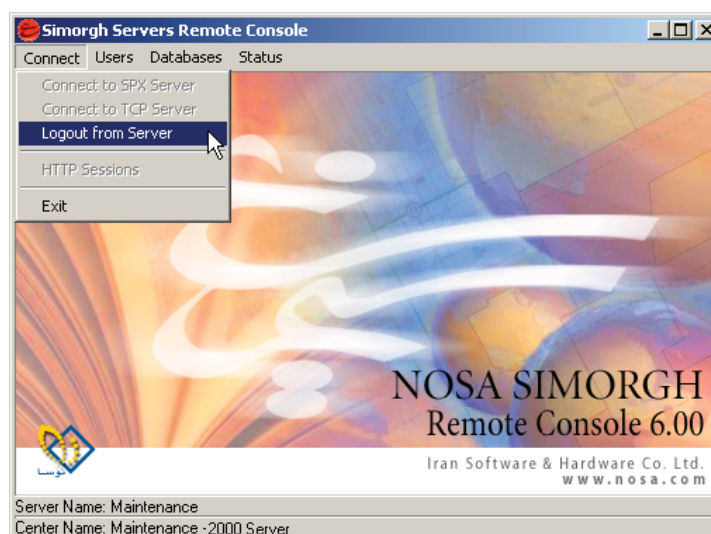 Simorgh Servers Remote Console
Connect Users Databases Status
Connect to SPX Server
Connect to TCP Server
Logout from Server
HTTP Sessions
Exit
NOSA SIMORGH
Remote Console 6.00
نوسا
Iran Software & Hardware Co. Ltd.
www.nosa.com
Server Name: Maintenance
Center Name: Maintenance -2000 Server